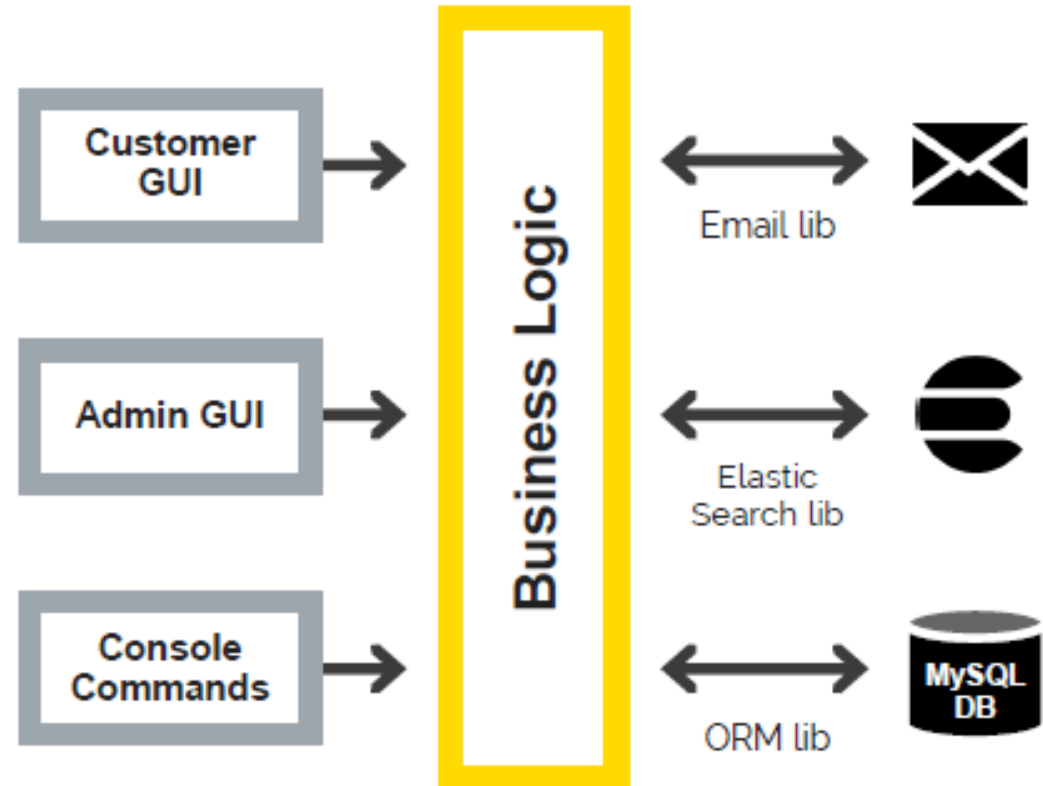 Customer
GUI
Admin GUI
Console
Commands
Business Logic
Email lib
Elastic
Search lib
ORM lib
MySQL
DB